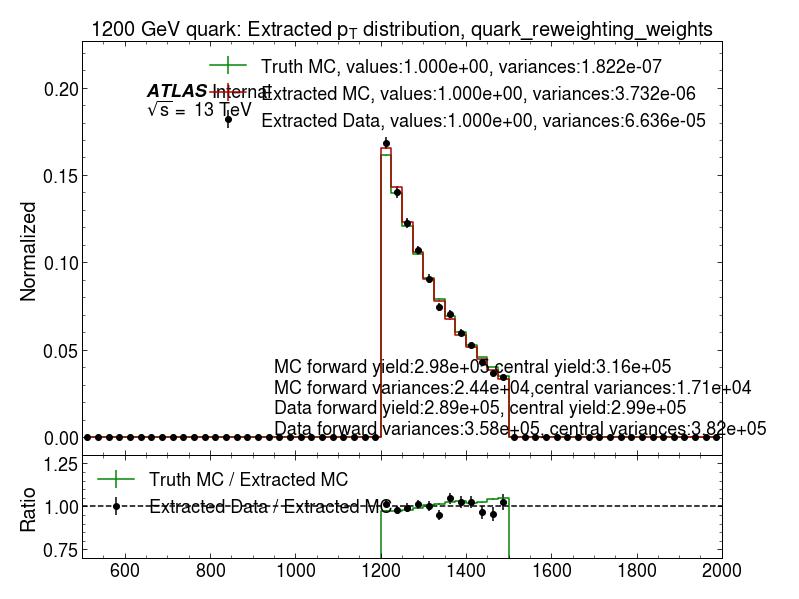 1200 GeV quark: Extracted pT distribution, quark_reweighting_weights
Truth MC, values:1.000e+00, variances:1.822e-07
ATLAS Internal
Extracted MC, values:1.000e+00, variances:3.732e-06
√s = 13 TeV
Extracted Data, values:1.000e+00, variances:6.636e-05
0.20
0.15
0.10
0.05
0.00
Normalized
MC forward yield:2.98e+05,central yield:3.16e+05
MC forward variances:2.44e+04,central variances:1.71e+04
Data forward yield:2.89e+05, central yield:2.99e+05
Data forward variances:3.58e+05, central variances:3.82e+05
1.25
1.00
0.75
Ratio
Truth MC / Extracted MC
Extracted Data / Extracted MC
600 800 1000 1200 1400 1600 1800 2000